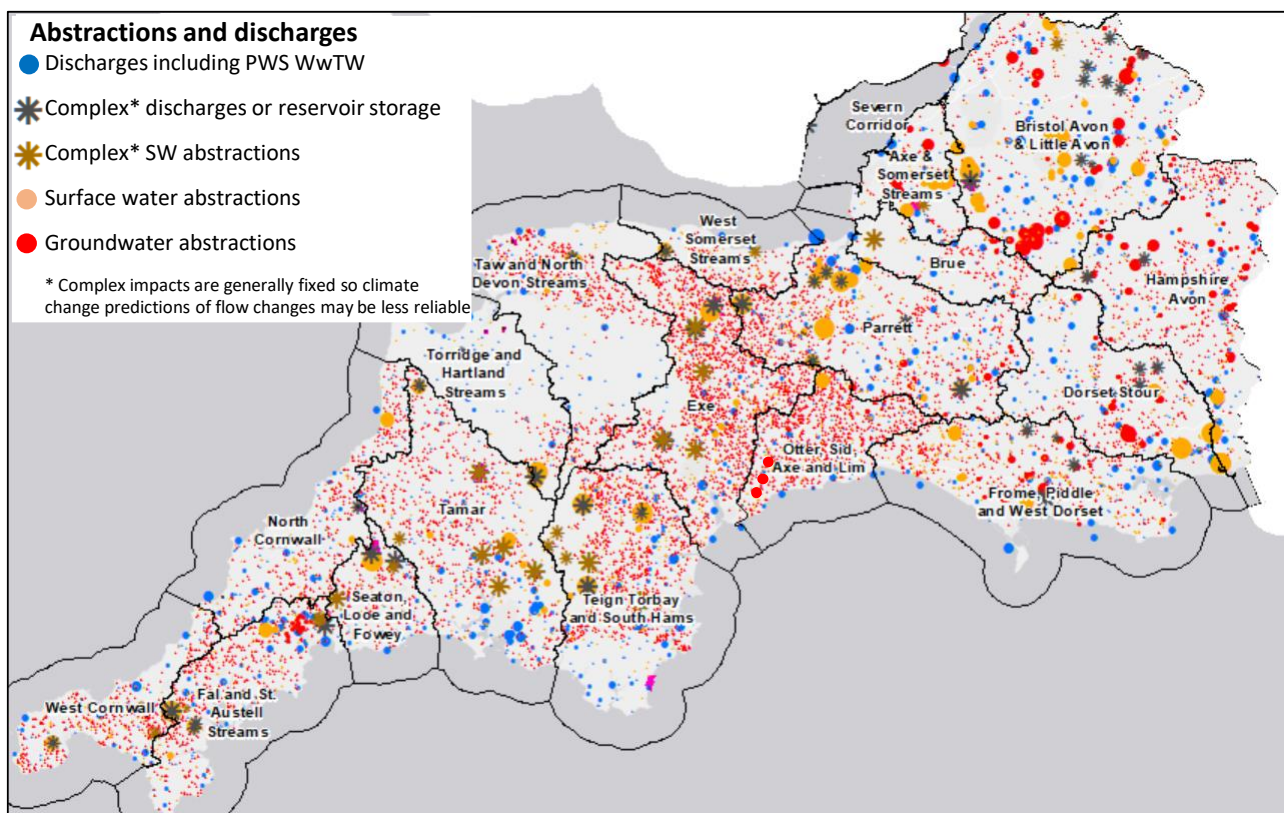 Abstractions and discharges
Discharges including PWS WwTW
Complex* discharges or reservoir storage
Complex* SW abstractions
Surface water abstractions
Groundwater abstractions
* Complex impacts are generally fixed so climate
change predictions of flow changes may be less reliable
Severn
Corridor
Bristol Avon
& Little Avon
Axe &
Somerset
Streams
West
Somerset
Streams
Brue
Taw and North
Devon Streams
Hampshire
Avon
Parrett
Torridge and
Hartland
Streams
Dorset Stour
Exe
Otter, Sid,
Axe and Lim
Frome, Piddle
and West Dorset
Tamar
North
Cornwall
Seaton,
Looe and
Fowey
Teign Torbay
and South Hams
West Cornwall
Fal and St.
Austell
Streams